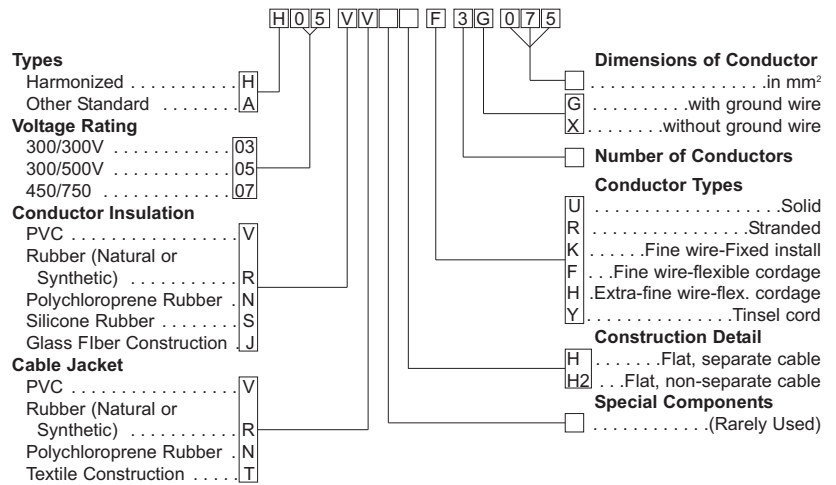 H05VV F3G075
Types
Harmonized . . . . . . . . . . . H
Other Standard . . . . . . . . A
Voltage Rating
300/300V . . . . . . . . . . . . 03
300/500V . . . . . . . . . . . . 05
450/750 . . . . . . . . . . . . . 07
Conductor Insulation
PVC . . . . . . . . . . . . . . . . . V
Rubber (Natural or
Synthetic) . . . . . . . . . . . R
Polychloroprene Rubber . N
Silicone Rubber . . . . . . . . S
Glass FIber Construction . J
Cable Jacket
PVC . . . . . . . . . . . . . . . . . V
Rubber (Natural or
Synthetic) . . . . . . . . . . . R
Polychloroprene Rubber . N
Textile Construction . . . . . T
Dimensions of Conductor
. . . . . . . . . . . . . . . . . .in mm²
G . . . . . . . . . .with ground wire
X . . . . . . . .without ground wire
Number of Conductors
Conductor Types
U . . . . . . . . . . . . . . . . . . .Solid
R . . . . . . . . . . . . . . . .Stranded
K . . . . . .Fine wire-Fixed install
F . . .Fine wire-flexible cordage
H .Extra-fine wire-flex. cordage
Y . . . . . . . . . . . . . . .Tinsel cord
Construction Detail
H . . . . . . .Flat, separate cable
H2 . . .Flat, non-separate cable
Special Components
. . . . . . . . . . . .(Rarely Used)